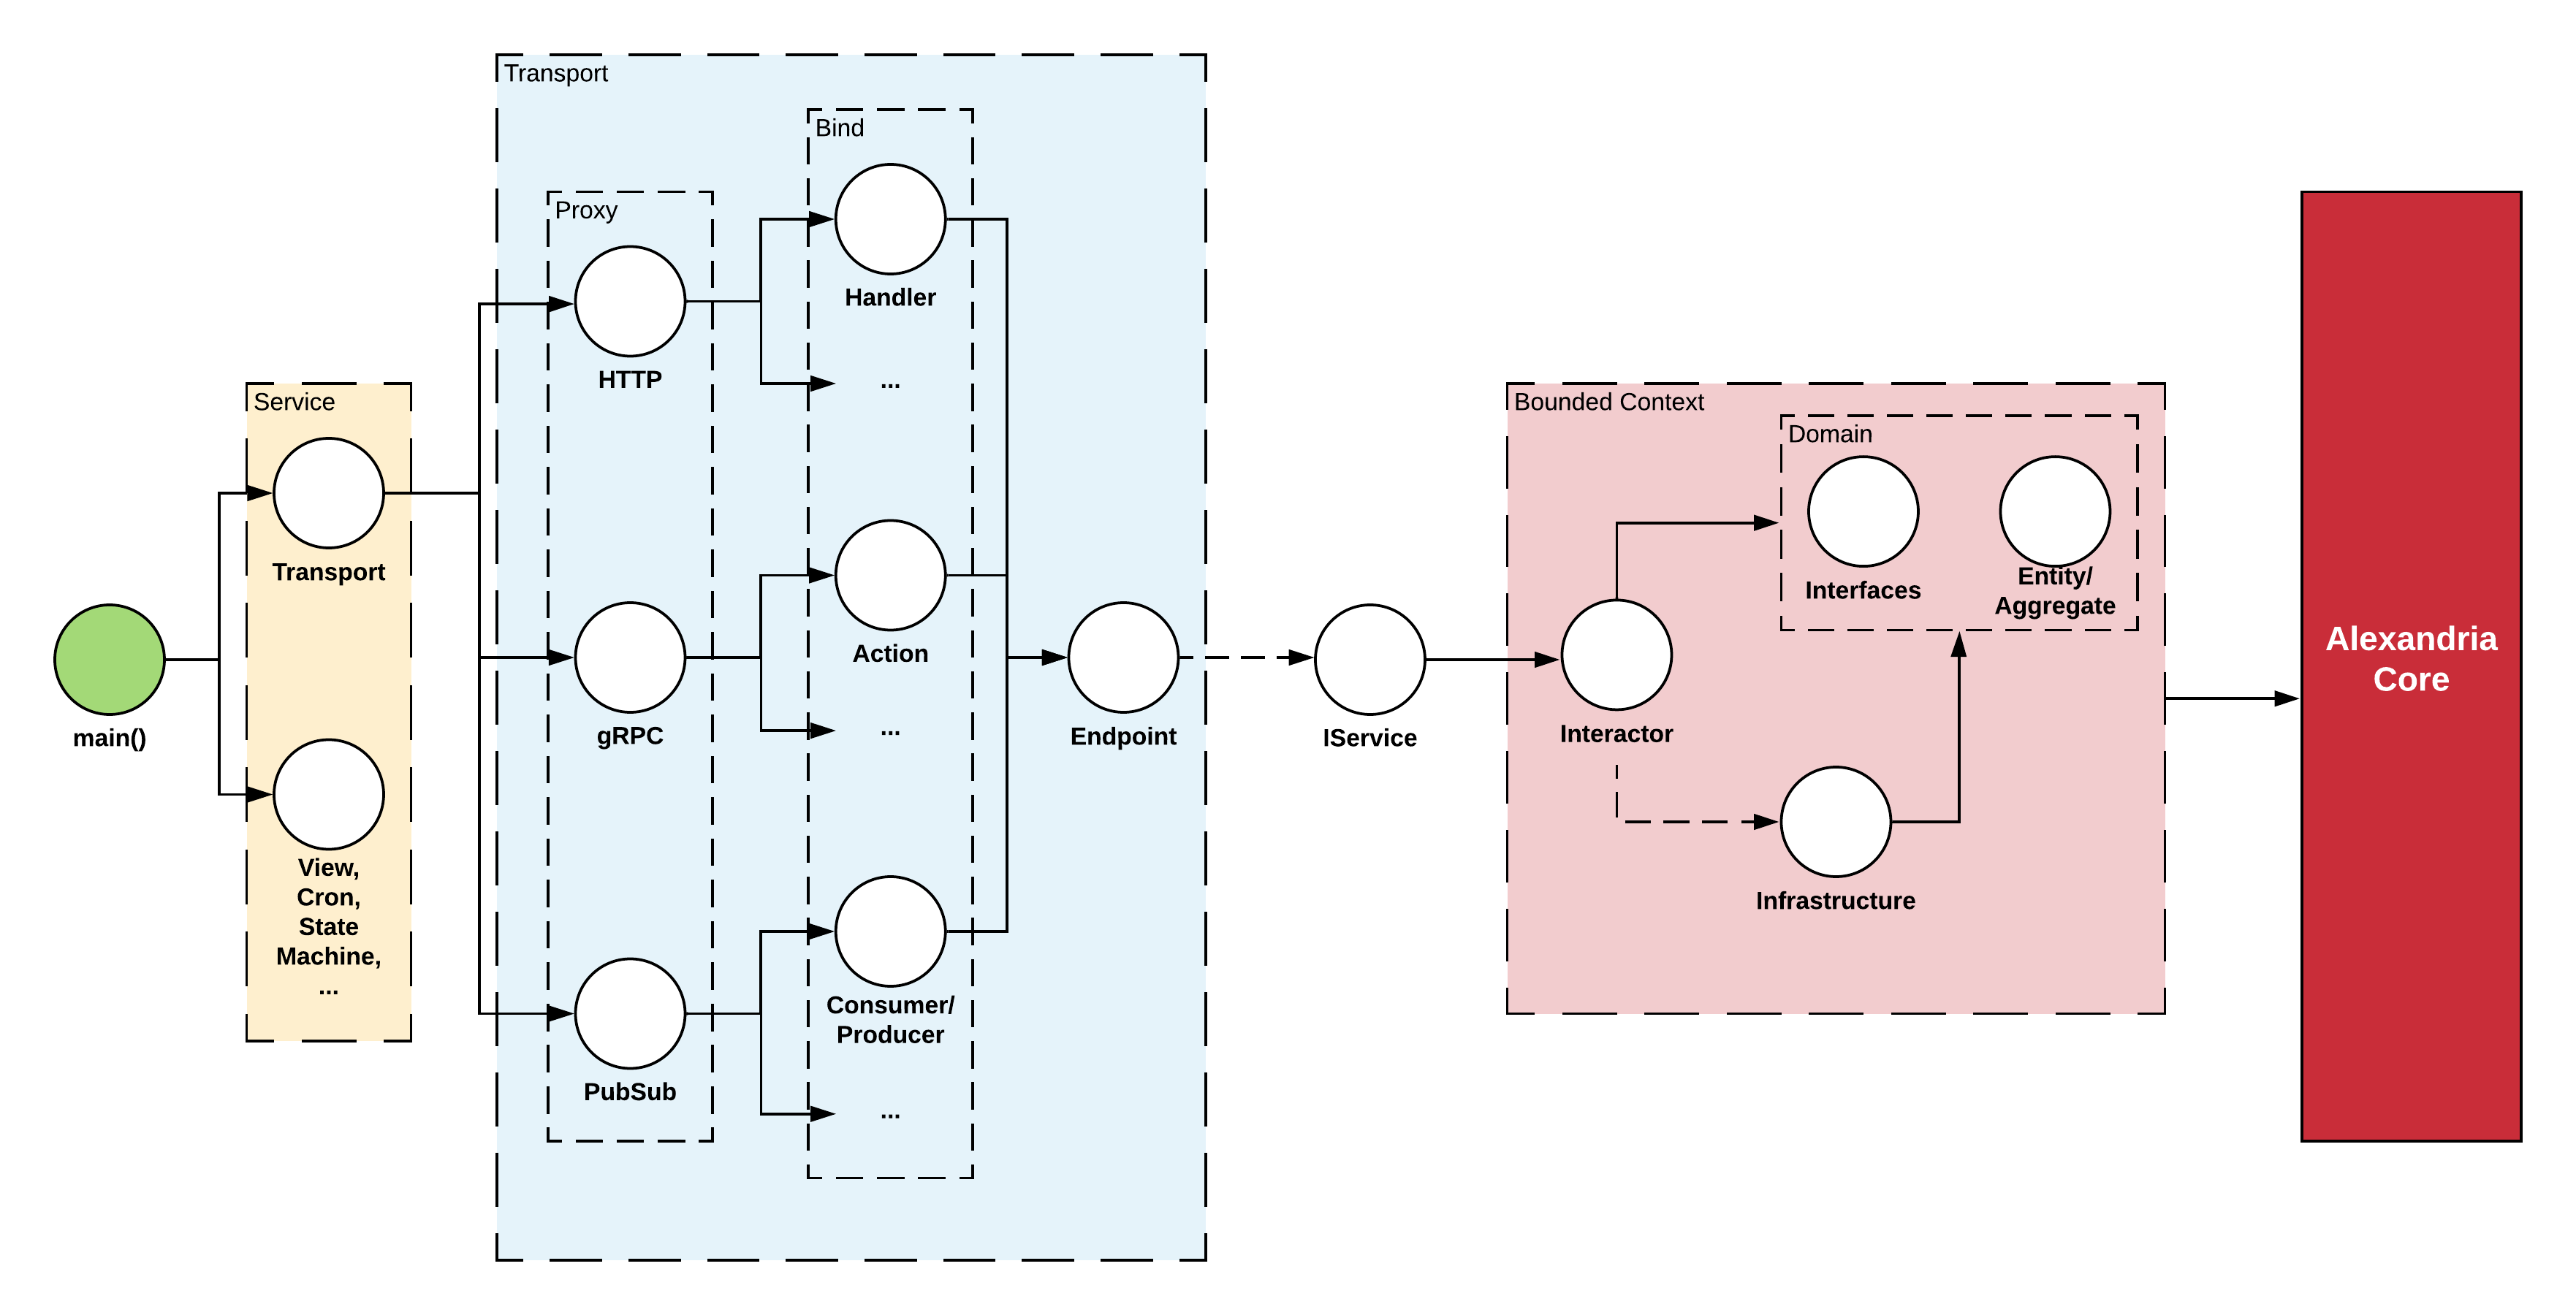 Transport
Bind
Proxy
Handler
HTTP
...
Service
Transport
View,
Cron,
State
Machine,
...
main()
Action
gRPC
...
Endpoint
Consumer/
Producer
PubSub
...
IService
Bounded Context
Domain
Interfaces
Entity/
Aggregate
Interactor
Infrastructure
Alexandria
Core